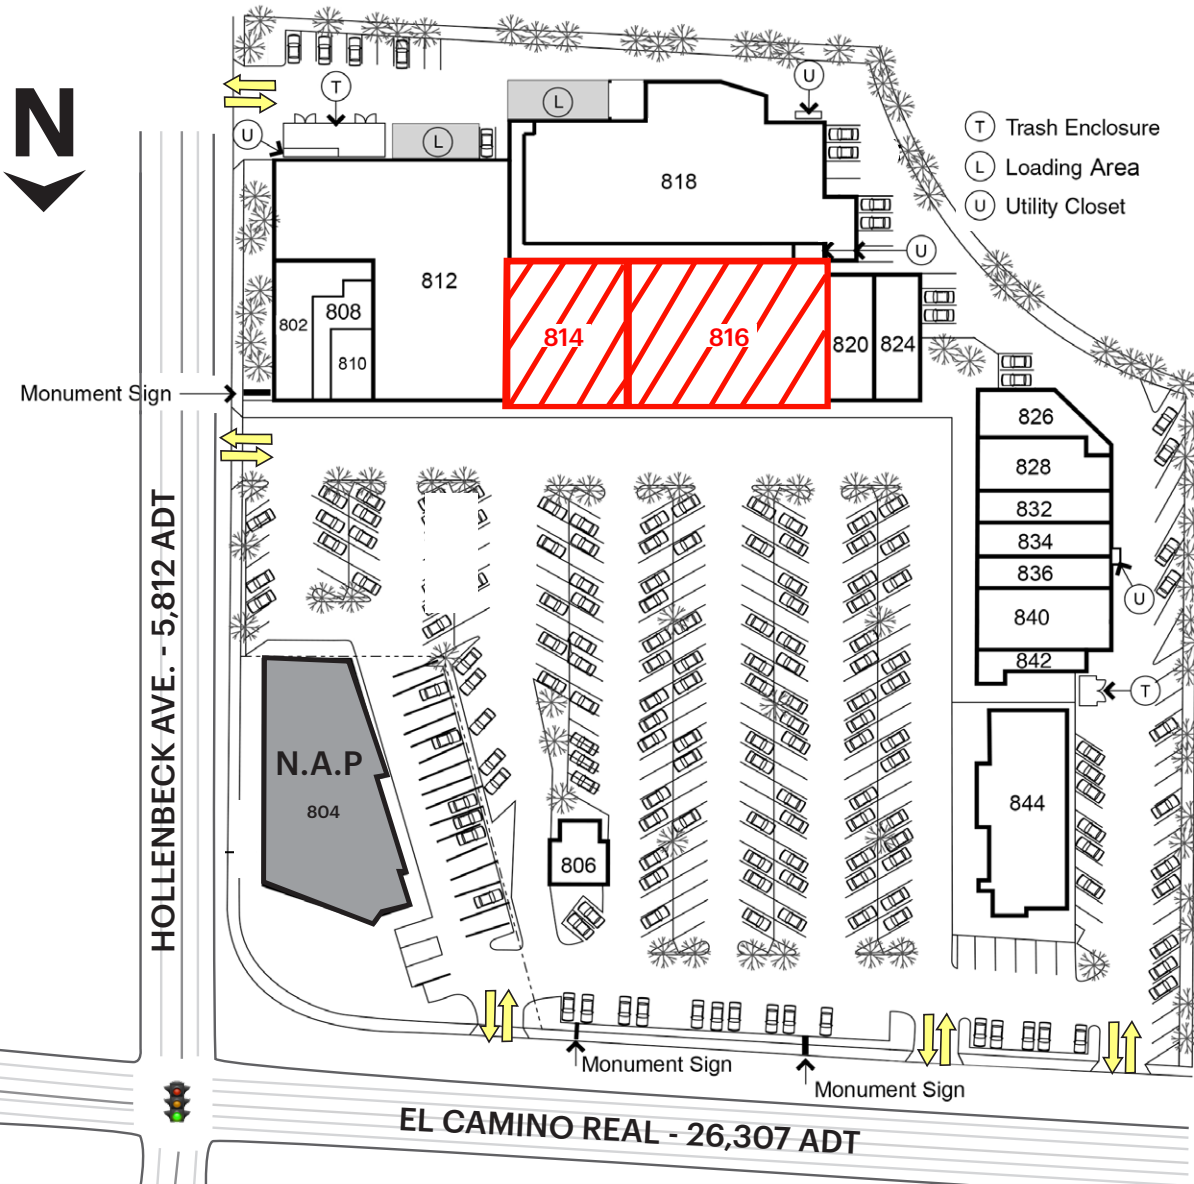 N
T
U
L
L
U
T Trash Enclosure
L Loading Area
U Utility Closet
818
U
812
802
808
810
814
816
820
824
Monument Sign
826
828
832
834
836
840
842
U
T
HOLLENBECK AVE. - 5,812 ADT
N.A.P
804
806
844
Monument Sign
Monument Sign
EL CAMINO REAL - 26,307 ADT